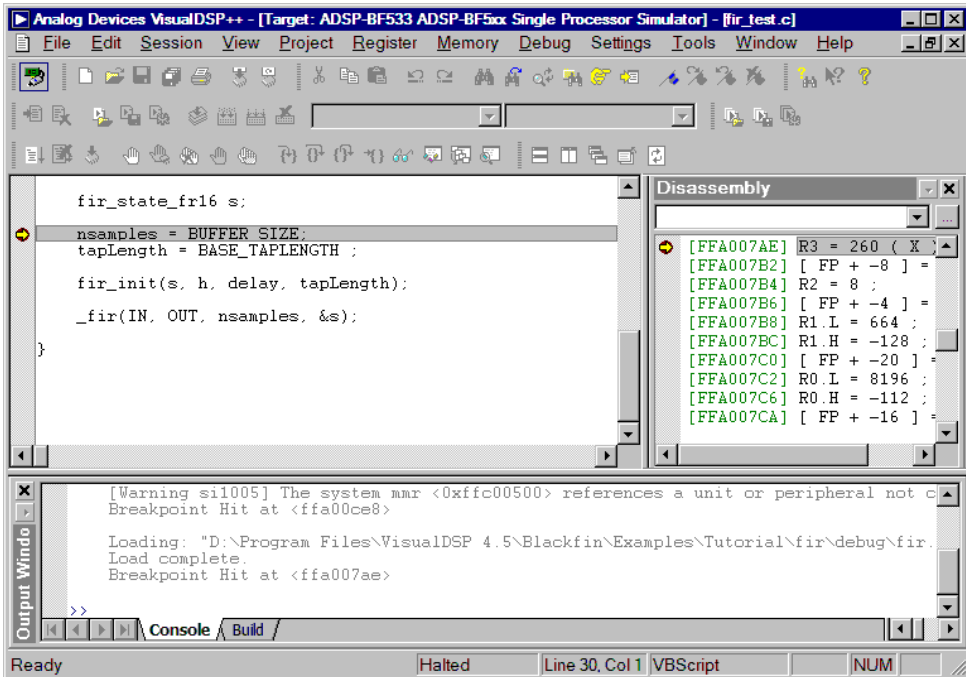 Analog Devices VisualDSP++ - [Target: ADSP-BF533 ADSP-BF5xx Single Processor Simulator] - [fir_test.c]
File Edit Session View Project Register Memory Debug Settings Tools Window Help
fir_state_fr16 s;
nsamples = BUFFER_SIZE;
tapLength = BASE_TAPLENGTH ;
fir_init(s, h, delay, tapLength);
_fir(IN, OUT, nsamples, &s);
}
Disassembly
[FFA007AE] R3 = 260 ( X )
[FFA007B2] [ FP + -8 ] =
[FFA007B4] R2 = 8 ;
[FFA007B6] [ FP + -4 ] =
[FFA007B8] R1.L = 664 ;
[FFA007BC] R1.H = -128 ;
[FFA007C0] [ FP + -20 ] =
[FFA007C2] R0.L = 8196 ;
[FFA007C6] R0.H = -112 ;
[FFA007CA] [ FP + -16 ] =
Output Windo
[Warning si1005] The system mmr <0xffc00500> references a unit or peripheral not c
Breakpoint Hit at <ffa00ce8>
Loading: "D:\Program Files\VisualDSP 4.5\Blackfin\Examples\Tutorial\fir\debug\fir.
Load complete.
Breakpoint Hit at <ffa007ae>
>>
Console Build
Ready Halted Line 30, Col 1 VBScript NUM